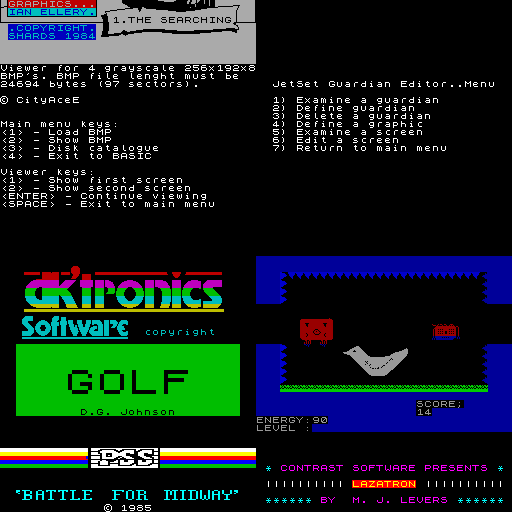 GRAPHICS...
IAN ELLERY.
.COPYRIGHT.
SHARDS 1984
1.THE SEARCHING
Viewer for 4 grayscale 256x192x8
BMP's. BMP file lenght must be
24694 bytes (97 sectors).
© CityAceE
Main menu keys:
<1> - Load BMP
<2> - Show BMP
<3> - Disk catalogue
<4> - Exit to BASIC
Viewer keys:
<1> - Show first screen
<2> - Show second screen
<ENTER> - Continue viewing
<SPACE> - Exit to main menu
JetSet Guardian Editor..Menu
1) Examine a guardian
2) Define guardian
3) Delete a guardian
4) Define a graphic
5) Examine a screen
6) Edit a screen
7) Return to main menu
dk'tronics
Software copyright
GOLF
D.G. Johnson
SCORE;
14
ENERGY:90
LEVEL :
PSS
"BATTLE FOR MIDWAY"
© 1985
* CONTRAST SOFTWARE PRESENTS *
|||||||||| LAZATRON ||||||||||
****** BY M. J. LEVERS ******